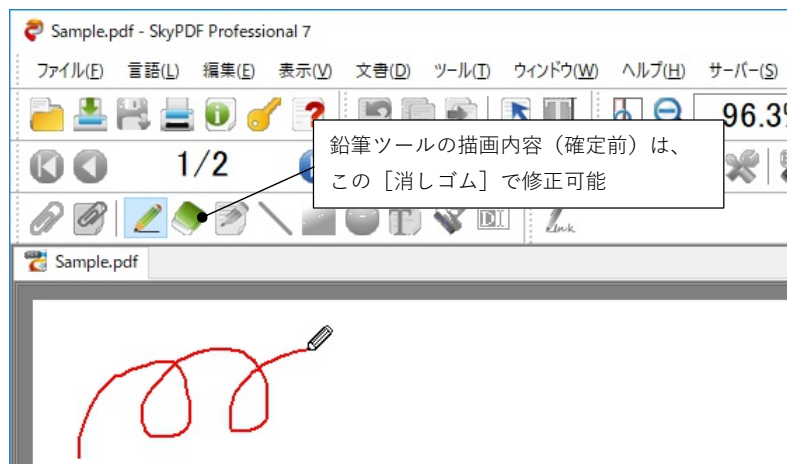 Sample.pdf - SkyPDF Professional 7
ファイル(F) 言語(L) 編集(E) 表示(V) 文書(D) ツール(T) ウィンドウ(W) ヘルプ(H) サーバー(S)
96.3%
鉛筆ツールの描画内容（確定前）は、
この［消しゴム］で修正可能
1/2
Link
Sample.pdf